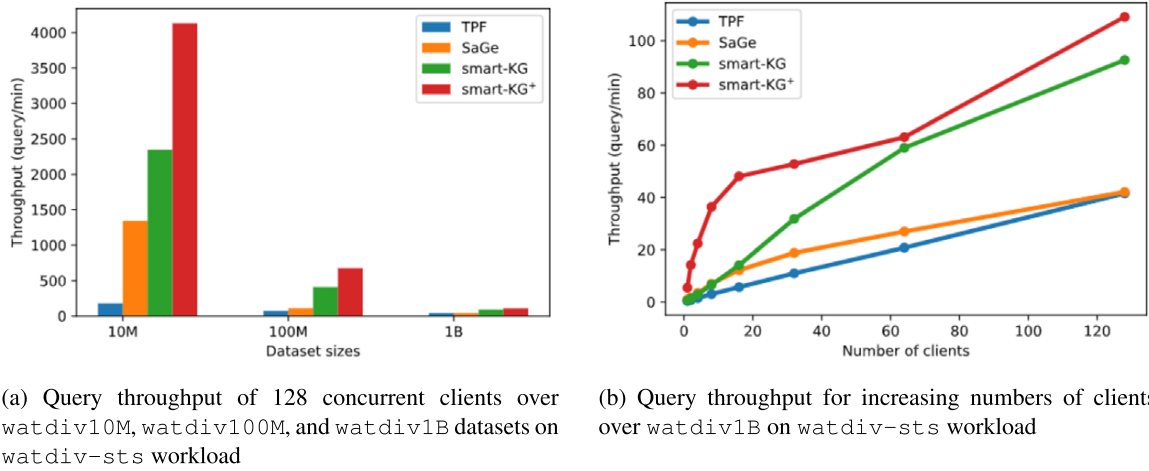 4000
3500
3000
2500
2000
1500
1000
500
0
Throughput (query/min)
10M
100M
1B
Dataset sizes
TPF
SaGe
smart-KG
smart-KG⁺
100
80
60
40
20
0
Throughput (query/min)
0 20 40 60 80 100 120
Number of clients
TPF
SaGe
smart-KG
smart-KG⁺
(a) Query throughput of 128 concurrent clients over
watdiv10M, watdiv100M, and watdiv1B datasets on
watdiv-sts workload
(b) Query throughput for increasing numbers of clients
over watdiv1B on watdiv-sts workload